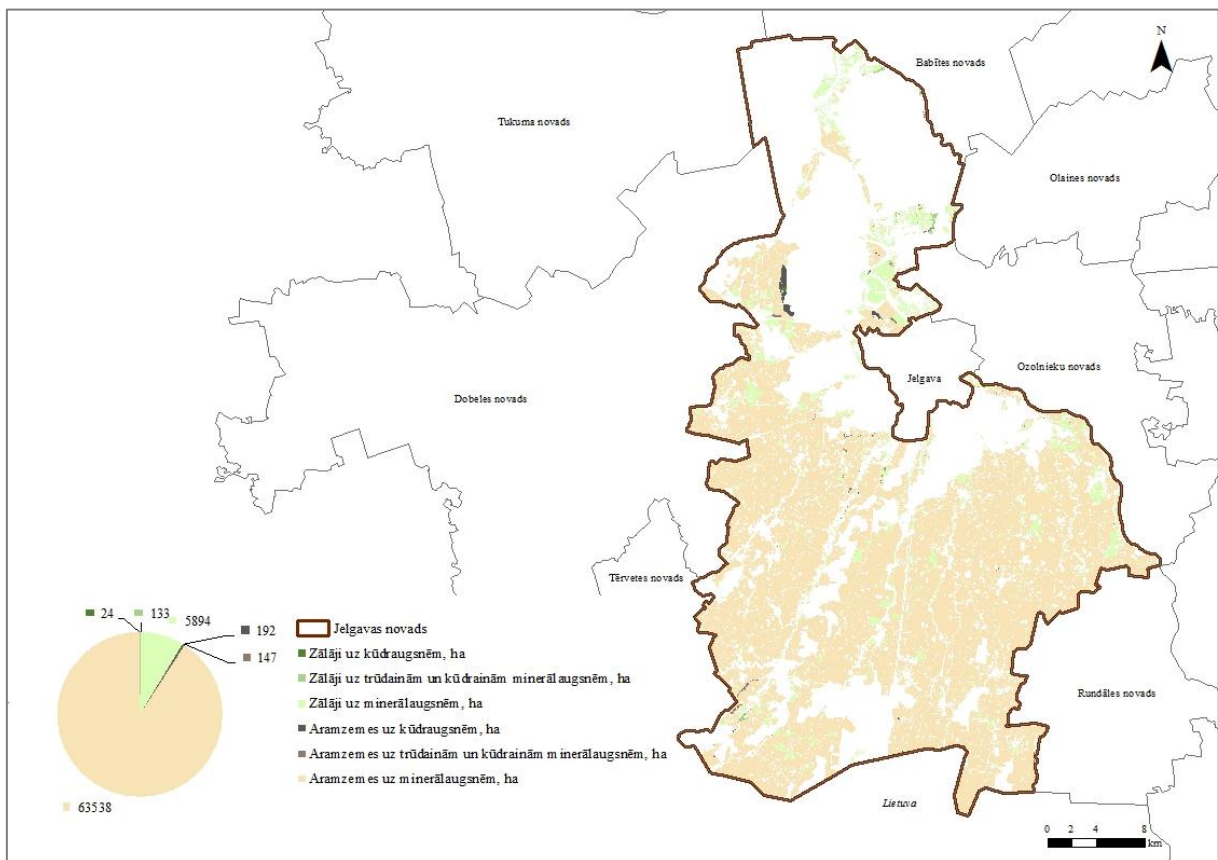 N
Babītes novads
Tukuma novads
Olaines novads
Ozolnieku novads
Jelgava
Dobeles novads
Tērvetes novads
Rundāles novads
Lietuva
24
133
5894
192
147
63538
Jelgavas novads
Zālāji uz kūdraugsnēm, ha
Zālāji uz trūdainām un kūdrainām minerālaugsnēm, ha
Zālāji uz minerālaugsnēm, ha
Aramzemes uz kūdraugsnēm, ha
Aramzemes uz trūdainām un kūdrainām minerālaugsnēm, ha
Aramzemes uz minerālaugsnēm, ha
0 2 4 8
km